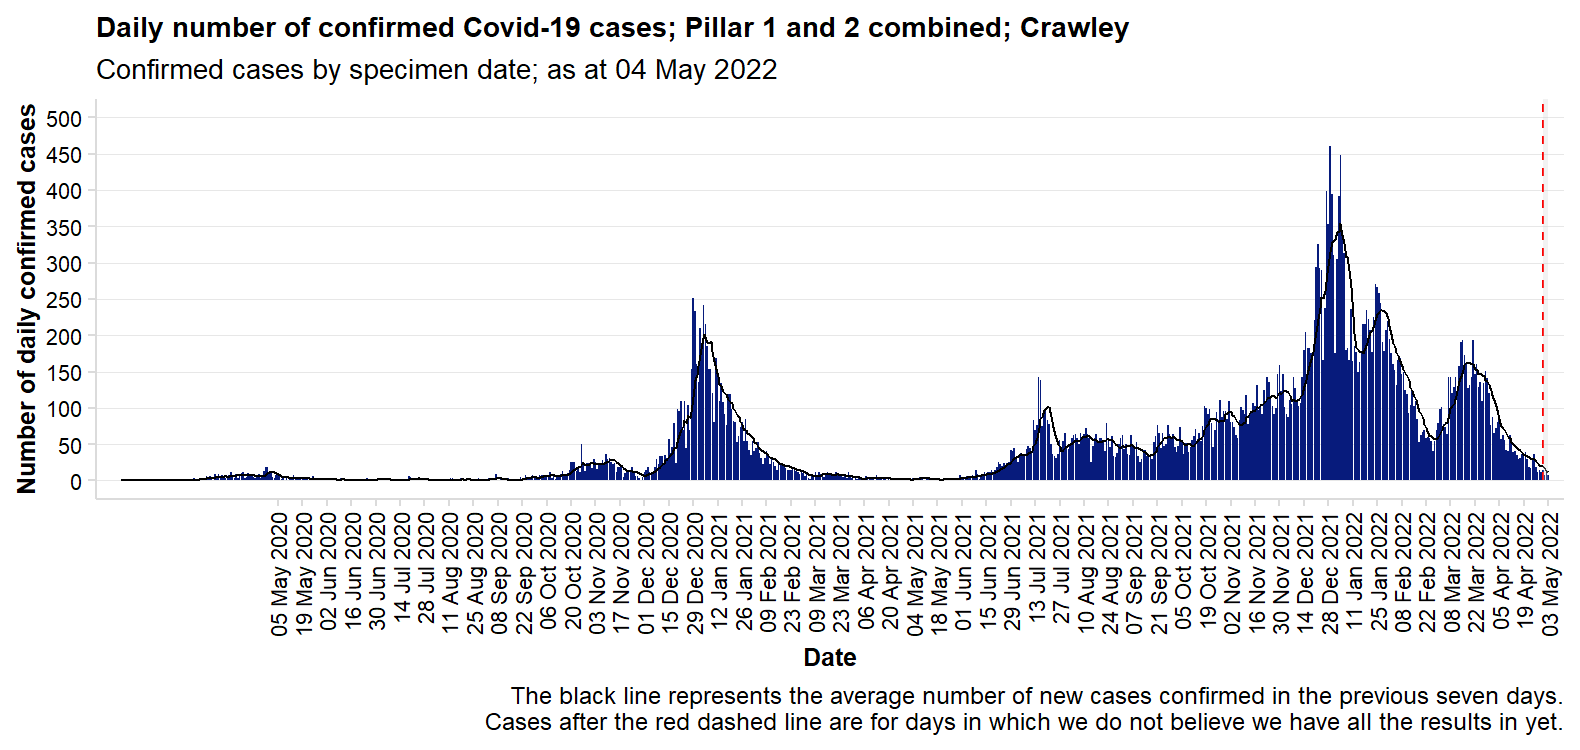 Daily number of confirmed Covid-19 cases; Pillar 1 and 2 combined; Crawley
Confirmed cases by specimen date; as at 04 May 2022
Number of daily confirmed cases
500
450
400
350
300
250
200
150
100
50
0
05 May 2020
19 May 2020
02 Jun 2020
16 Jun 2020
30 Jun 2020
14 Jul 2020
28 Jul 2020
11 Aug 2020
25 Aug 2020
08 Sep 2020
22 Sep 2020
06 Oct 2020
20 Oct 2020
03 Nov 2020
17 Nov 2020
01 Dec 2020
15 Dec 2020
29 Dec 2020
12 Jan 2021
26 Jan 2021
09 Feb 2021
23 Feb 2021
09 Mar 2021
23 Mar 2021
06 Apr 2021
20 Apr 2021
04 May 2021
18 May 2021
01 Jun 2021
15 Jun 2021
29 Jun 2021
13 Jul 2021
27 Jul 2021
10 Aug 2021
24 Aug 2021
07 Sep 2021
21 Sep 2021
05 Oct 2021
19 Oct 2021
02 Nov 2021
16 Nov 2021
30 Nov 2021
14 Dec 2021
28 Dec 2021
11 Jan 2022
25 Jan 2022
08 Feb 2022
22 Feb 2022
08 Mar 2022
22 Mar 2022
05 Apr 2022
19 Apr 2022
03 May 2022
Date
The black line represents the average number of new cases confirmed in the previous seven days.
Cases after the red dashed line are for days in which we do not believe we have all the results in yet.